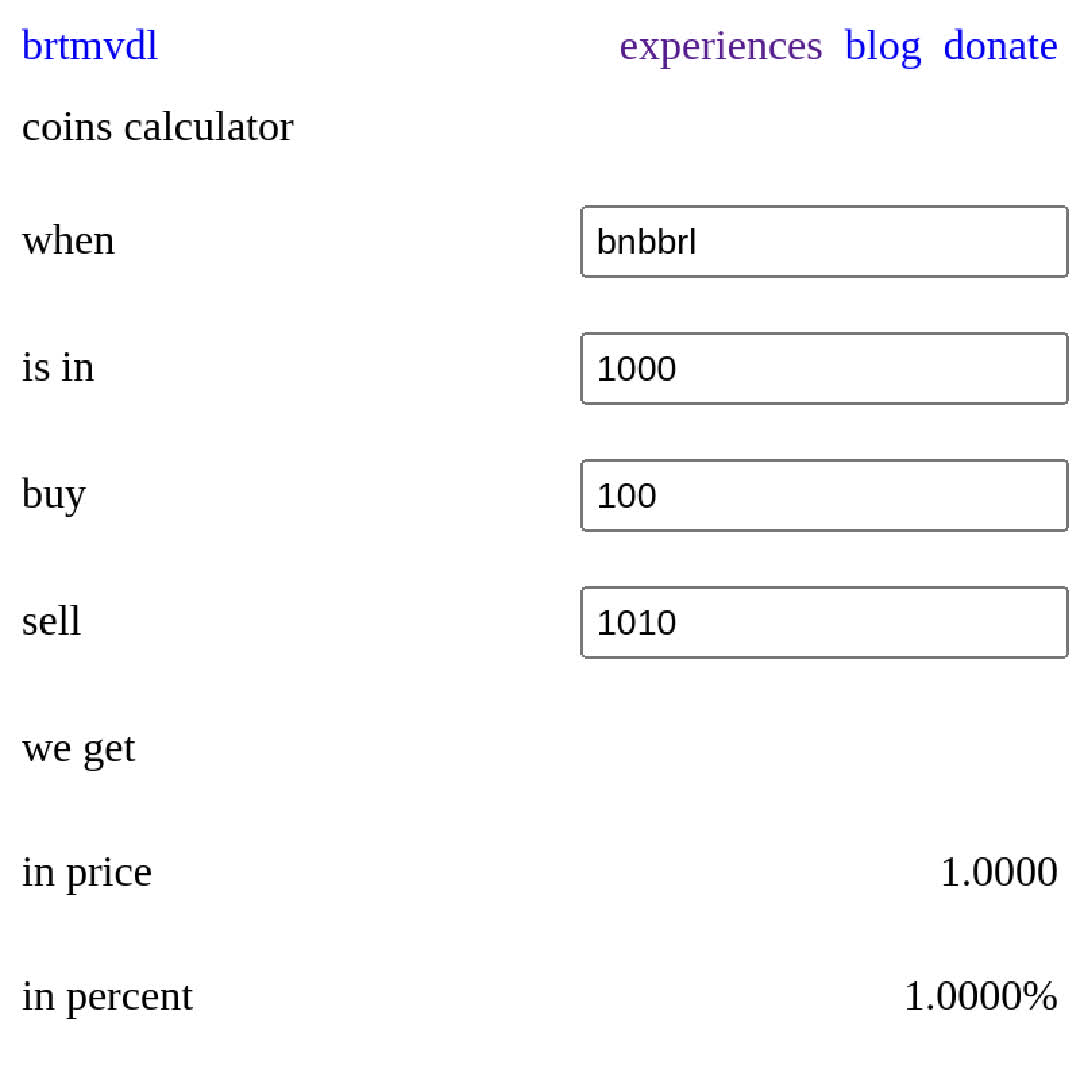 brtmvdl experiences blog donate
coins calculator
when bnbbrl
is in 1000
buy 100
sell 1010
we get
in price 1.0000
in percent 1.0000%